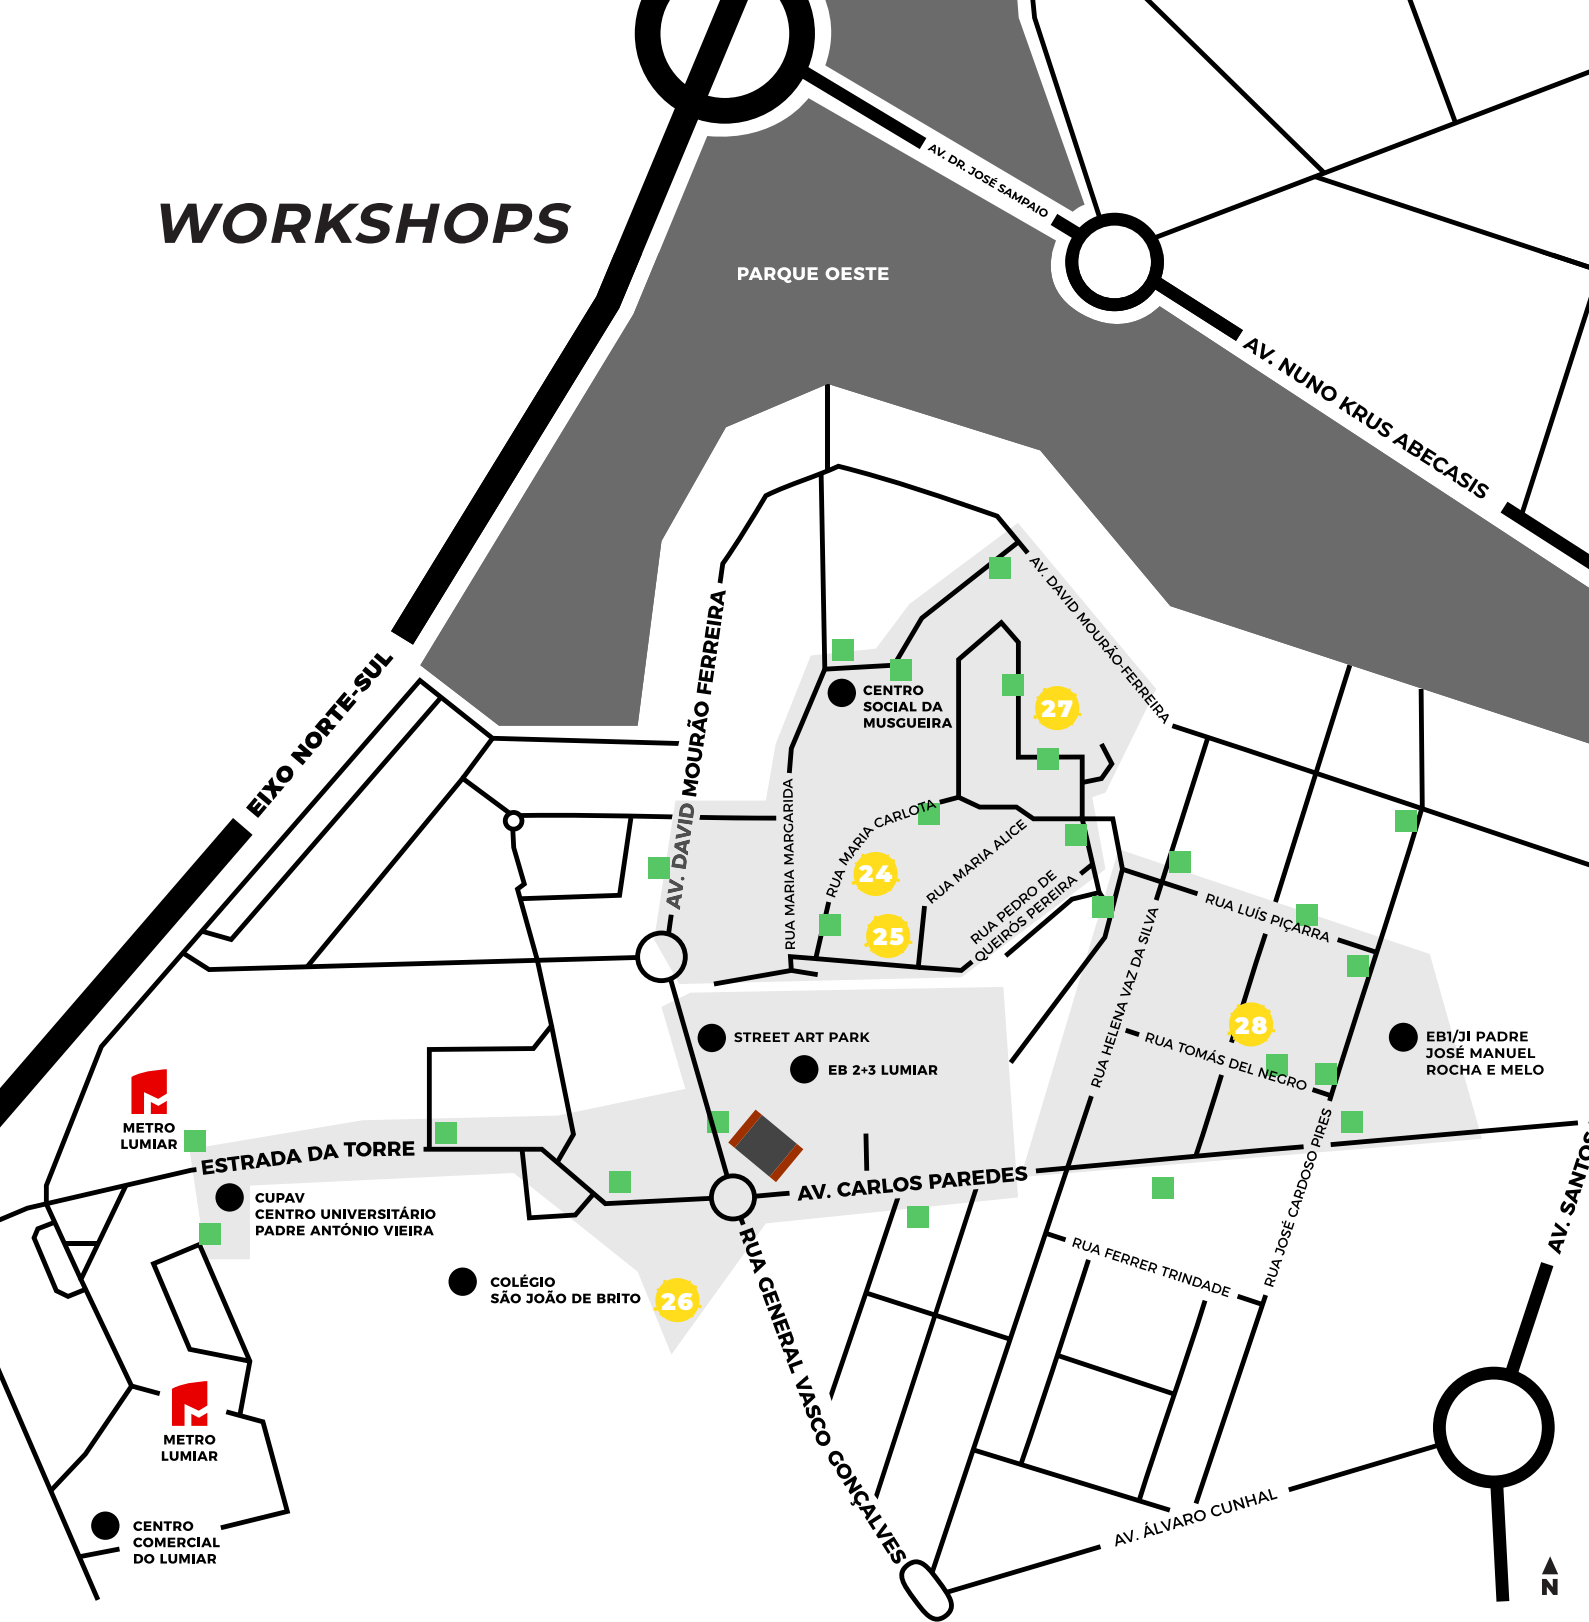 AV. DR. JOSÉ SAMPAIO
WORKSHOPS
PARQUE OESTE
AV. NUNO KRUS ABECASIS
AV. DAVID MOURÃO-FERREIRA
AV. DAVID MOURÃO FERREIRA
EIXO NORTE-SUL
CENTRO
SOCIAL DA
MUSGUEIRA
27
RUA MARIA MARGARIDA
RUA MARIA CARLOTA
RUA MARIA ALICE
24
25
RUA PEDRO DE
QUEIRÓS PEREIRA
RUA LUÍS PIÇARRA
RUA HELENA VAZ DA SILVA
28
RUA TOMÁS DEL NEGRO
STREET ART PARK
EB 2+3 LUMIAR
EB1/JI PADRE
JOSÉ MANUEL
ROCHA E MELO
METRO
LUMIAR
ESTRADA DA TORRE
AV. CARLOS PAREDES
RUA JOSÉ CARDOSO PIRES
AV. SANTOS
CUPAV
CENTRO UNIVERSITÁRIO
PADRE ANTÓNIO VIEIRA
COLÉGIO
SÃO JOÃO DE BRITO
26
RUA GENERAL VASCO GONÇALVES
RUA FERRER TRINDADE
METRO
LUMIAR
CENTRO
COMERCIAL
DO LUMIAR
AV. ÁLVARO CUNHAL
N